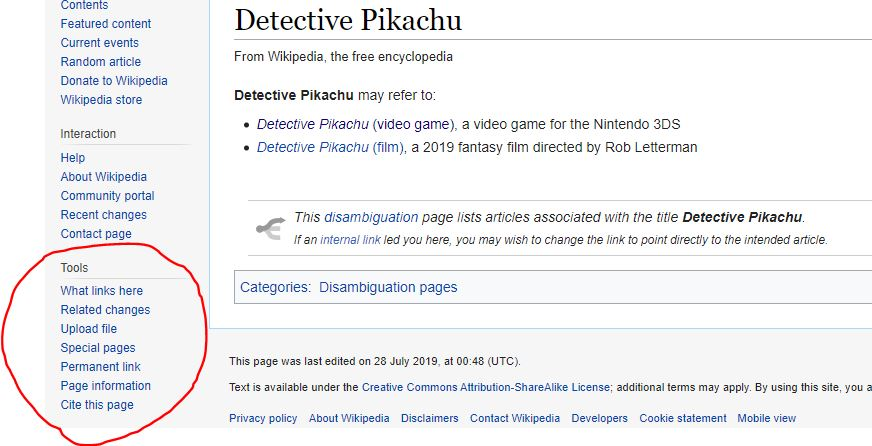 Contents
Featured content
Current events
Random article
Donate to Wikipedia
Wikipedia store
Interaction
Help
About Wikipedia
Community portal
Recent changes
Contact page
Tools
What links here
Related changes
Upload file
Special pages
Permanent link
Page information
Cite this page
Detective Pikachu
From Wikipedia, the free encyclopedia
Detective Pikachu may refer to:
Detective Pikachu (video game), a video game for the Nintendo 3DS
Detective Pikachu (film), a 2019 fantasy film directed by Rob Letterman
This disambiguation page lists articles associated with the title Detective Pikachu.
If an internal link led you here, you may wish to change the link to point directly to the intended article.
Categories: Disambiguation pages
This page was last edited on 28 July 2019, at 00:48 (UTC).
Text is available under the Creative Commons Attribution-ShareAlike License; additional terms may apply. By using this site, you a
Privacy policy About Wikipedia Disclaimers Contact Wikipedia Developers Cookie statement Mobile view